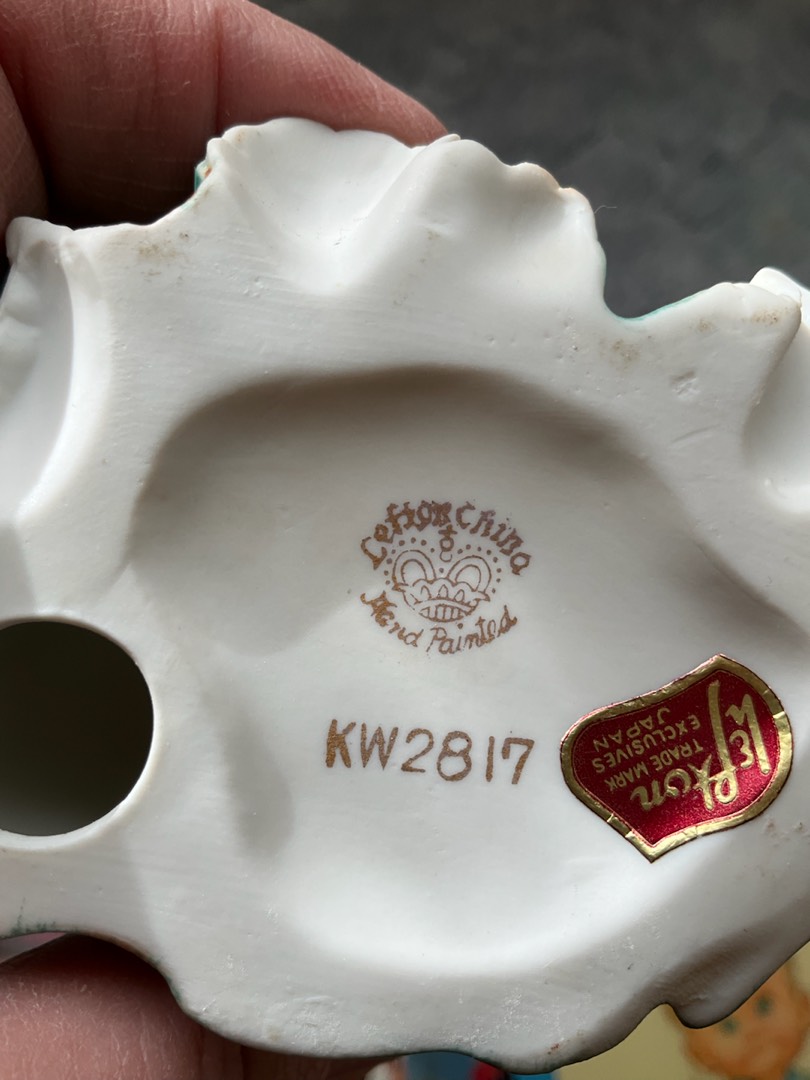 Lefton China
Hand Painted
KW2817
Lefton
TRADE MARK
EXCLUSIVES
JAPAN